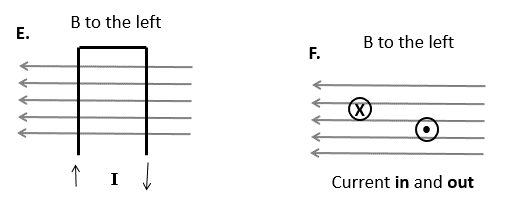 E.
B to the left
I
F.
B to the left
X
Current in and out